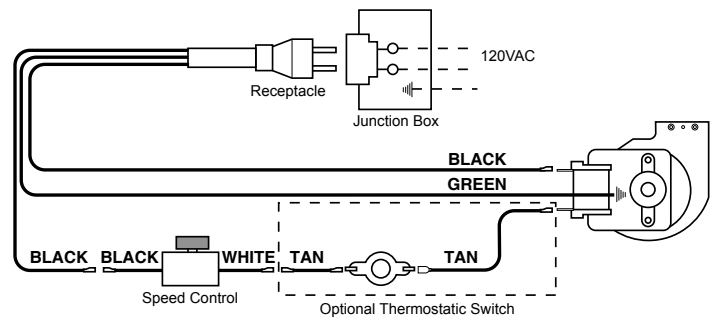 120VAC
Receptacle
Junction Box
BLACK
GREEN
BLACK BLACK WHITE TAN TAN
Speed Control
Optional Thermostatic Switch